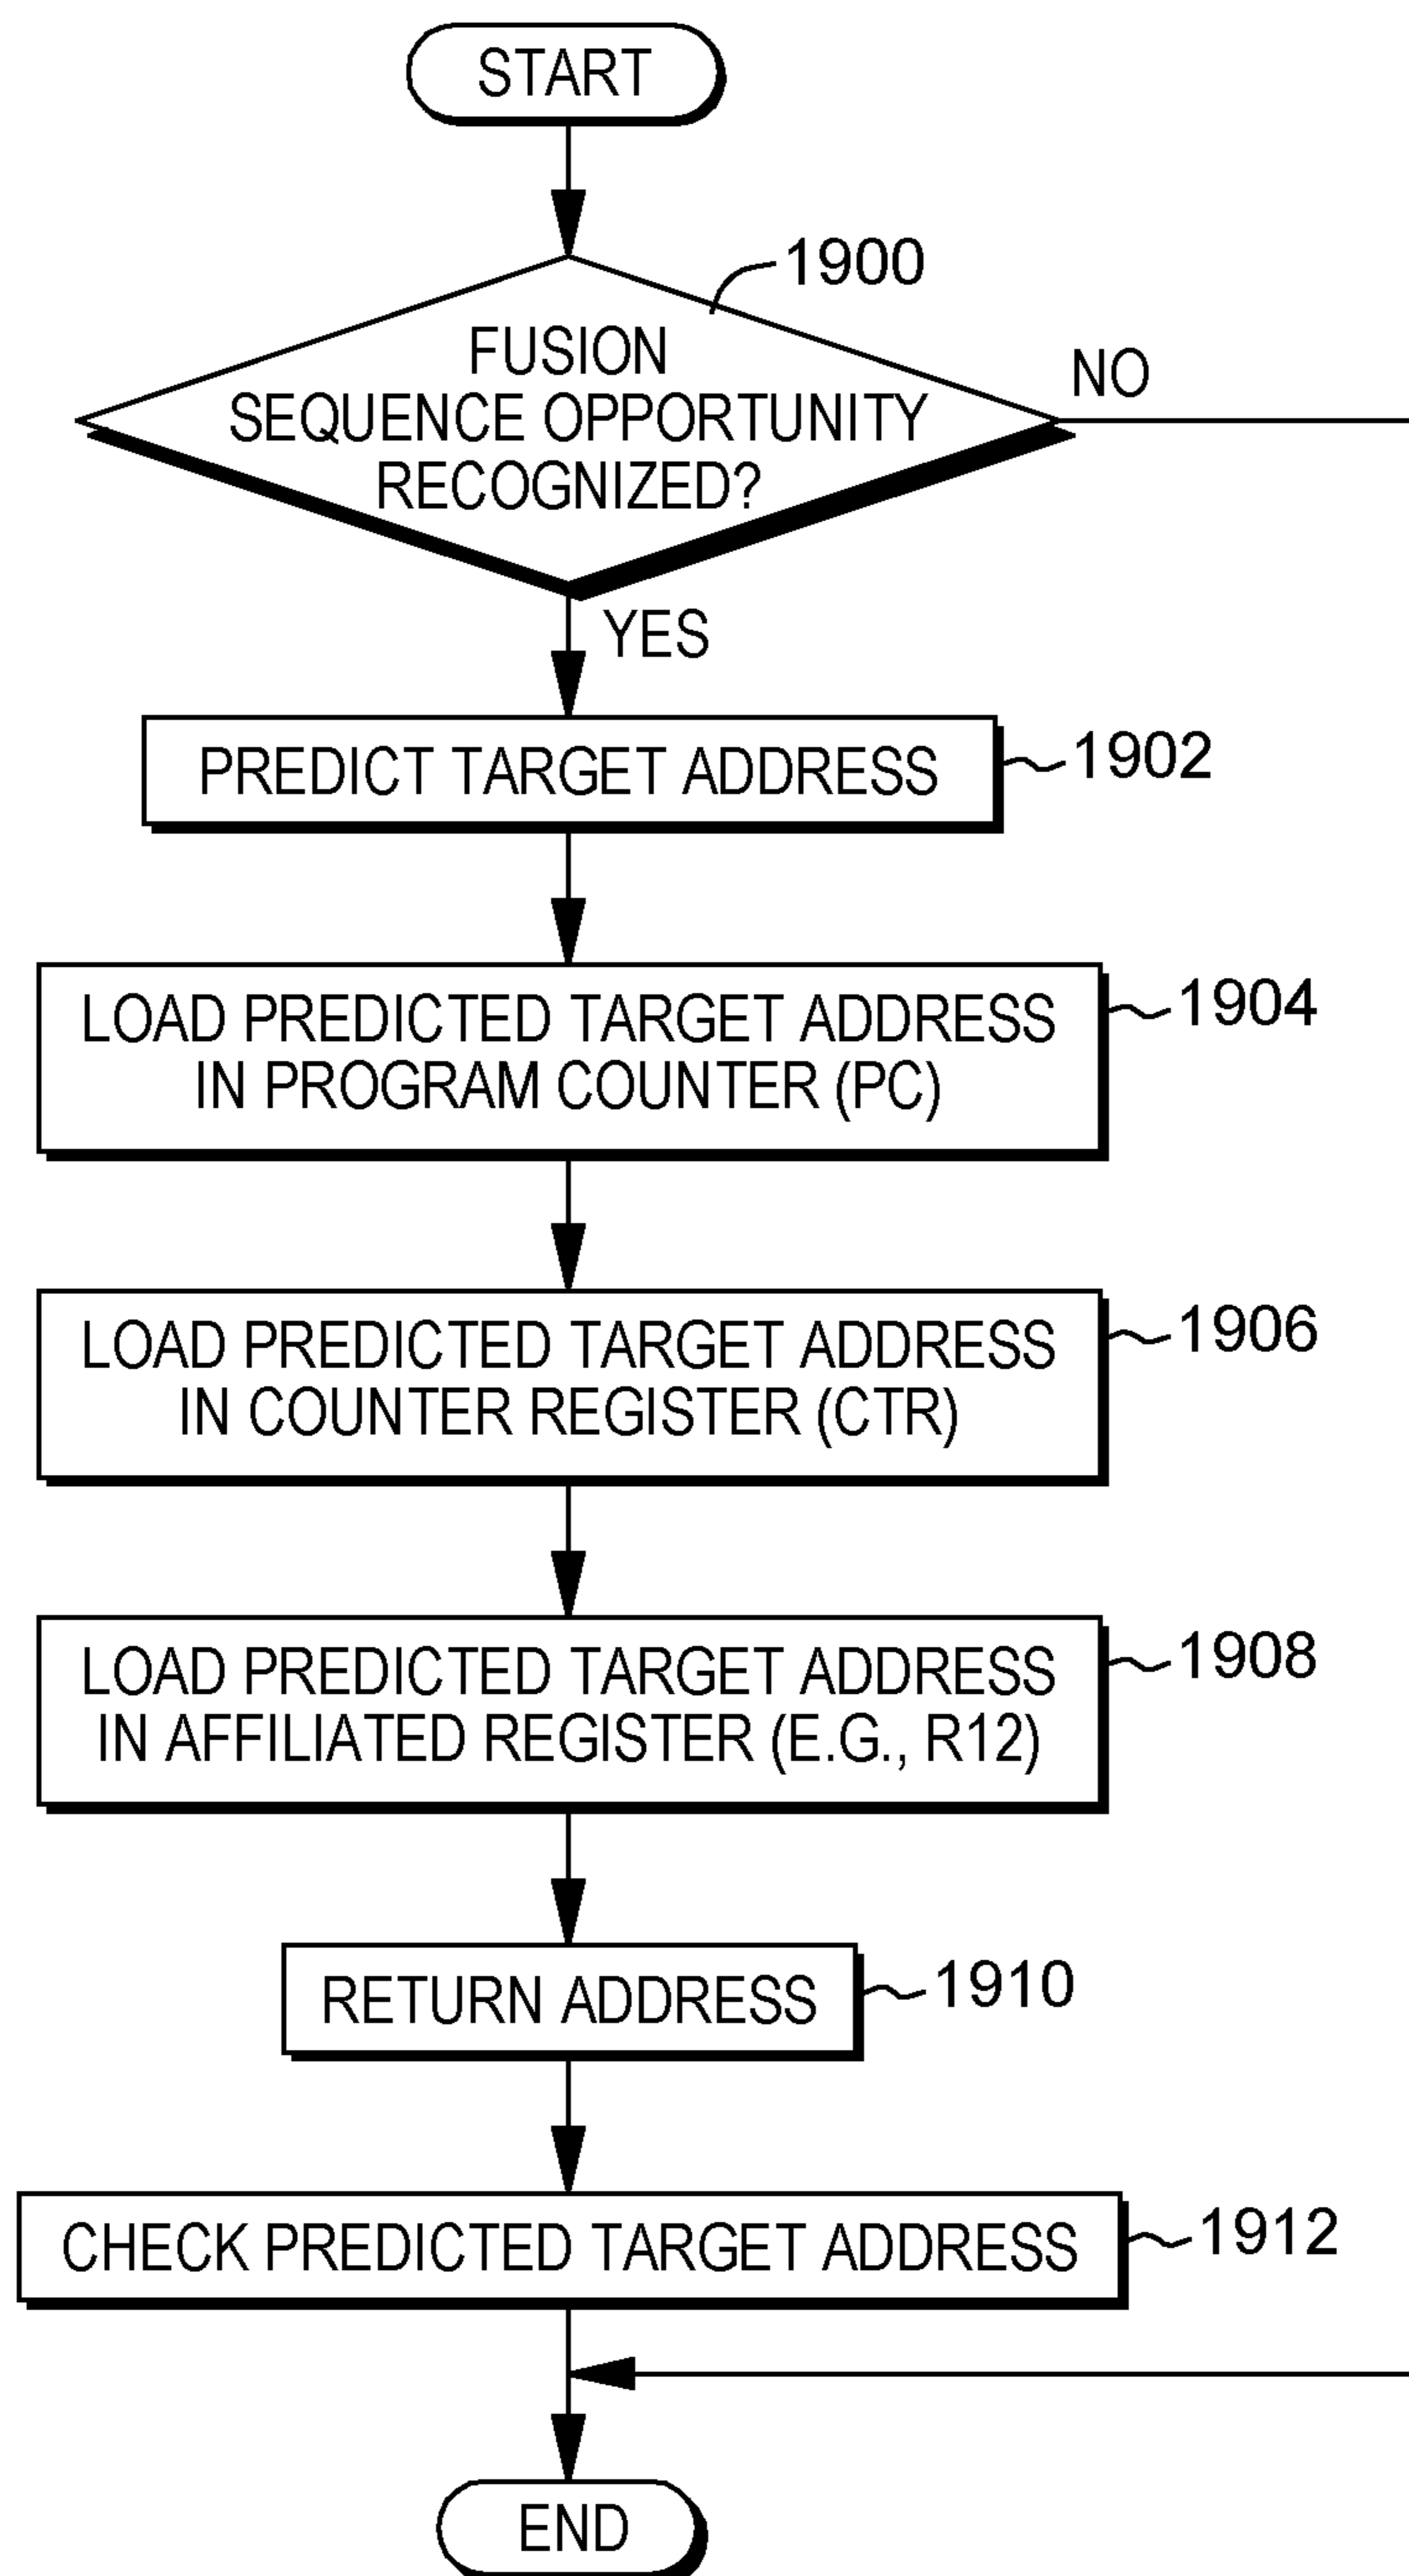 START
1900
FUSION
SEQUENCE OPPORTUNITY
RECOGNIZED?
NO
YES
PREDICT TARGET ADDRESS
1902
LOAD PREDICTED TARGET ADDRESS
IN PROGRAM COUNTER (PC)
1904
LOAD PREDICTED TARGET ADDRESS
IN COUNTER REGISTER (CTR)
1906
LOAD PREDICTED TARGET ADDRESS
IN AFFILIATED REGISTER (E.G., R12)
1908
RETURN ADDRESS
1910
CHECK PREDICTED TARGET ADDRESS
1912
END